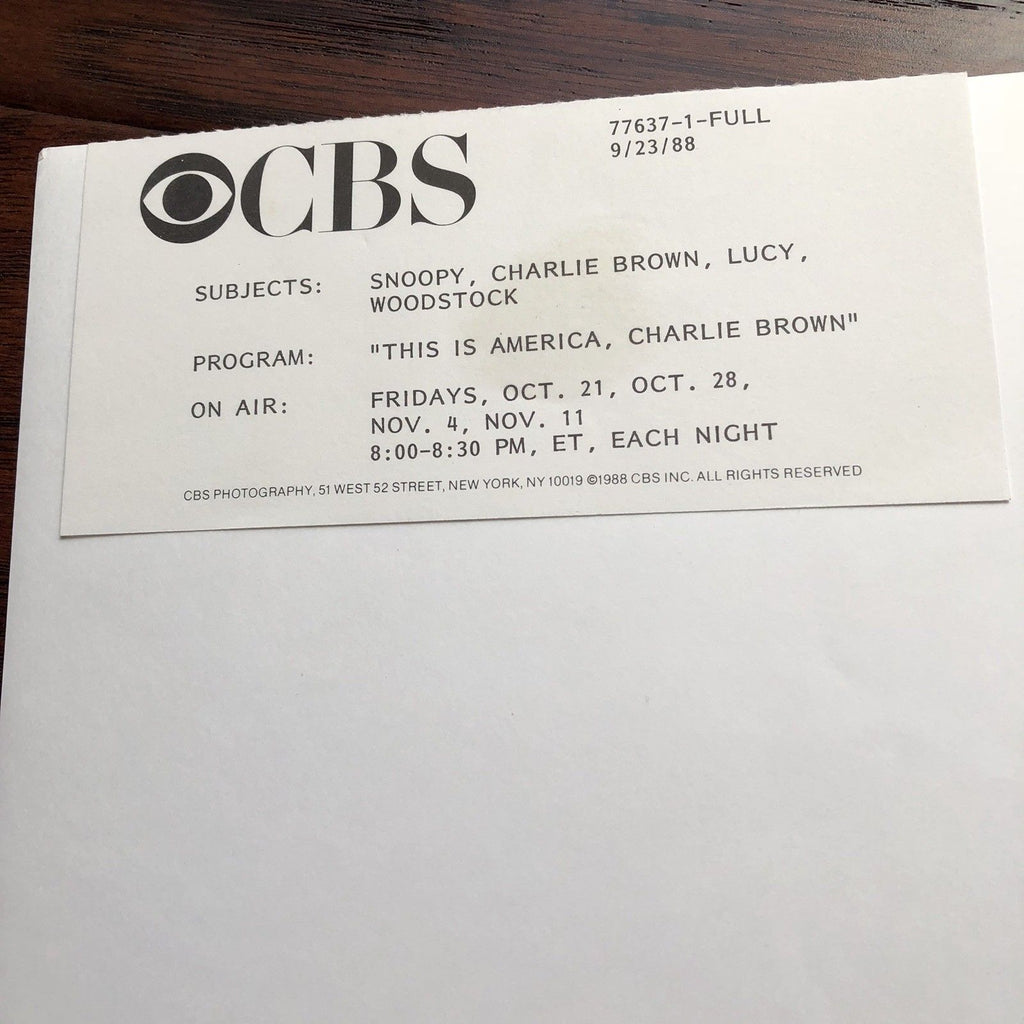 CBS
77637-1-FULL
9/23/88
SUBJECTS: SNOOPY, CHARLIE BROWN, LUCY,
WOODSTOCK
PROGRAM: "THIS IS AMERICA, CHARLIE BROWN"
ON AIR: FRIDAYS, OCT. 21, OCT. 28,
NOV. 4, NOV. 11
8:00-8:30 PM, ET, EACH NIGHT
CBS PHOTOGRAPHY, 51 WEST 52 STREET, NEW YORK, NY 10019 ©1988 CBS INC. ALL RIGHTS RESERVED